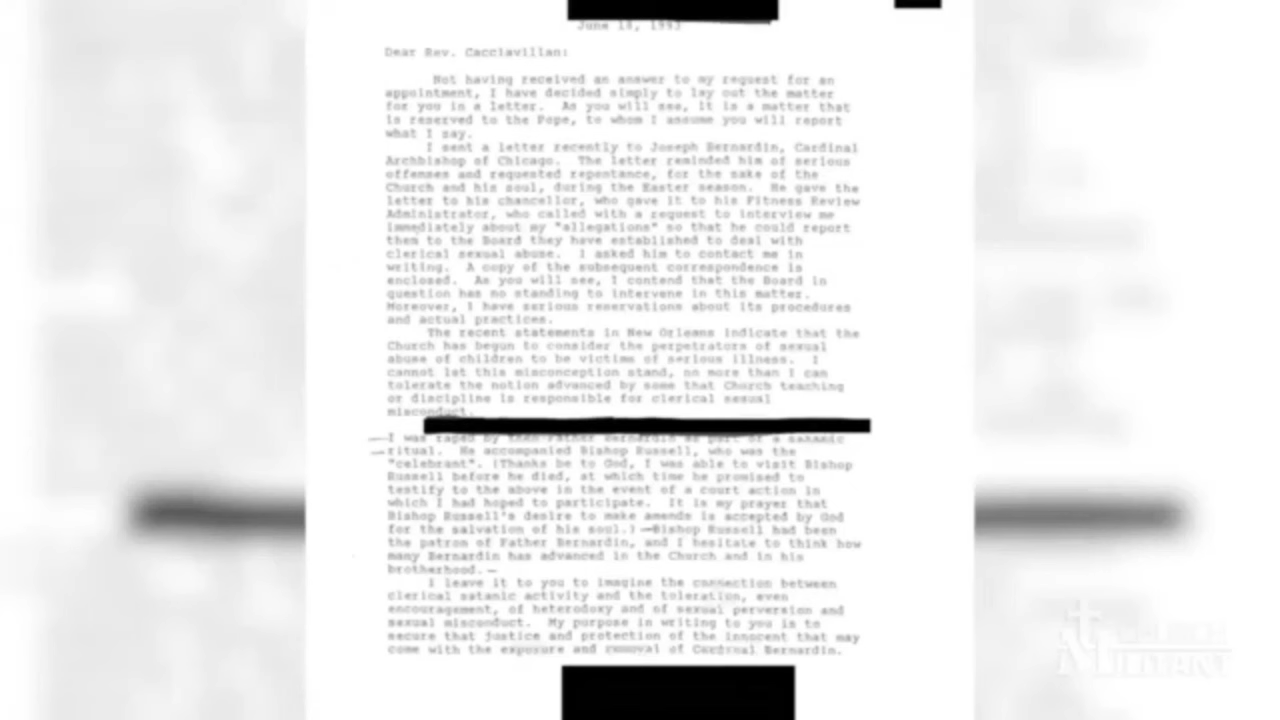 June 18, 1993
Dear Rev. Cacciavillan:
Not having received an answer to my request for an
appointment, I have decided simply to lay out the matter
for you in a letter. As you will see, it is a matter that
is reserved to the Pope, to whom I assume you will report
what I say.
I sent a letter recently to Joseph Bernardin, Cardinal
Archbishop of Chicago. The letter reminded him of serious
offenses and requested repentance, for the sake of the
Church and his soul, during the Easter season. He gave the
letter to his chancellor, who gave it to his Fitness Review
Administrator, who called with a request to interview me
immediately about my "allegations" so that he could report
them to the Board they have established to deal with
clerical sexual abuse. I asked him to contact me in
writing. A copy of the subsequent correspondence is
enclosed. As you will see, I contend that the Board in
question has no standing to intervene in this matter.
Moreover, I have serious reservations about its procedures
and actual practices.
The recent statements in New Orleans indicate that the
Church has begun to consider the perpetrators of sexual
abuse of children to be victims of serious illness. I
cannot let this misconception stand, no more than I can
tolerate the notion advanced by some that Church teaching
or discipline is responsible for clerical sexual
misconduct.
I was raped by then-Father Bernardin as part of a satanic
ritual. He accompanied Bishop Russell, who was the
"celebrant". [Thanks be to God, I was able to visit Bishop
Russell before he died, at which time he promised to
testify to the above in the event of a court action in
which I had hoped to participate. It is my prayer that
Bishop Russell's desire to make amends is accepted by God
for the salvation of his soul.] Bishop Russell had been
the patron of Father Bernardin, and I hesitate to think how
many Bernardin has advanced in the Church and in his
brotherhood.
I leave it to you to imagine the connection between
clerical satanic activity and the toleration, even
encouragement, of heterodoxy and of sexual perversion and
sexual misconduct. My purpose in writing to you is to
secure that justice and protection of the innocent that may
come with the exposure and removal of Cardinal Bernardin.
CHURCH
MILITANT